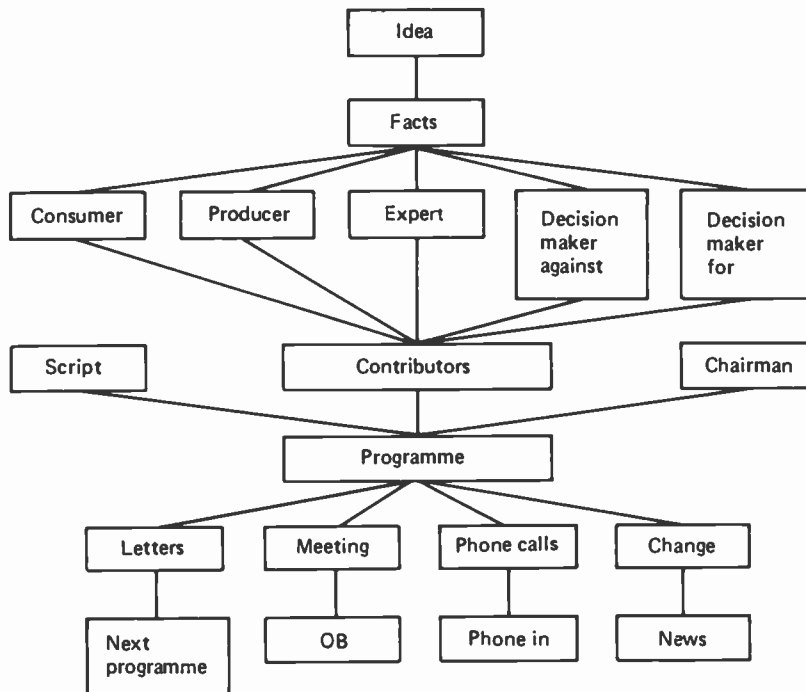 Idea
Facts
Consumer
Producer
Expert
Decision
maker
against
Decision
maker
for
Script
Contributors
Chairman
Programme
Letters
Meeting
Phone calls
Change
Next
programme
OB
Phone in
News